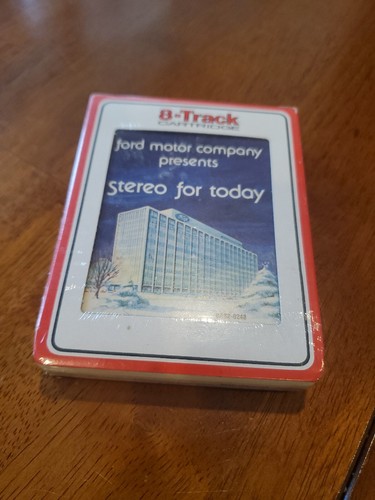 8-Track
CARTRIDGE
ford motor company
presents
Stereo for today